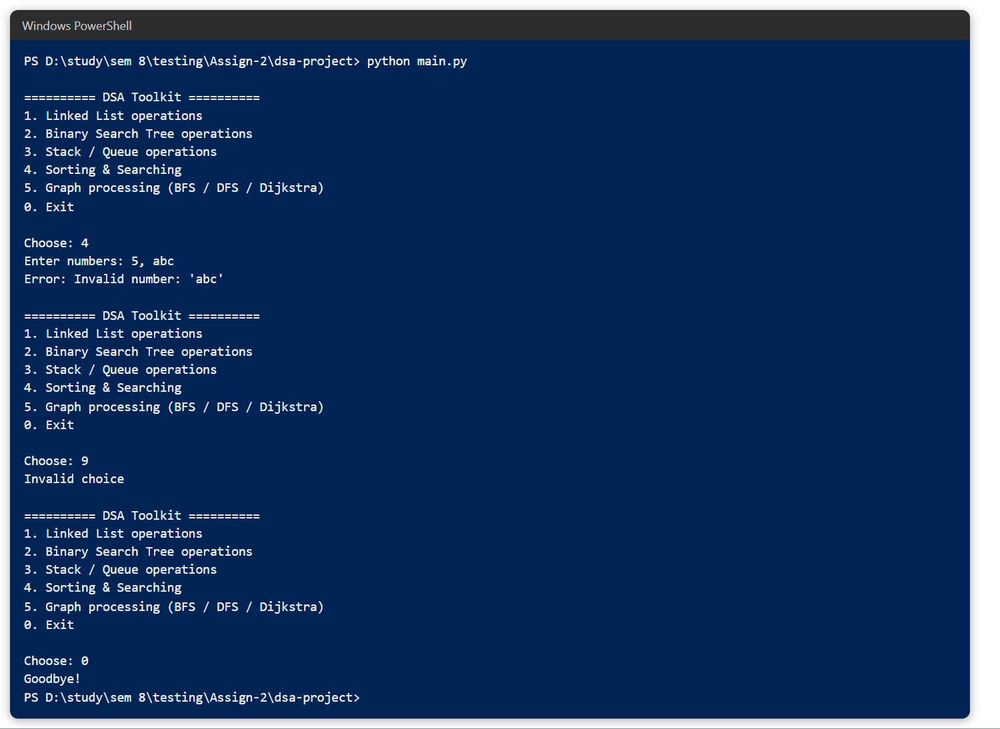 Windows PowerShell
PS D:\study\sem 8\testing\Assign-2\dsa-project> python main.py
========== DSA Toolkit ==========
1. Linked List operations
2. Binary Search Tree operations
3. Stack / Queue operations
4. Sorting & Searching
5. Graph processing (BFS / DFS / Dijkstra)
0. Exit
Choose: 4
Enter numbers: 5, abc
Error: Invalid number: 'abc'
========== DSA Toolkit ==========
1. Linked List operations
2. Binary Search Tree operations
3. Stack / Queue operations
4. Sorting & Searching
5. Graph processing (BFS / DFS / Dijkstra)
0. Exit
Choose: 9
Invalid choice
========== DSA Toolkit ==========
1. Linked List operations
2. Binary Search Tree operations
3. Stack / Queue operations
4. Sorting & Searching
5. Graph processing (BFS / DFS / Dijkstra)
0. Exit
Choose: 0
Goodbye!
PS D:\study\sem 8\testing\Assign-2\dsa-project>